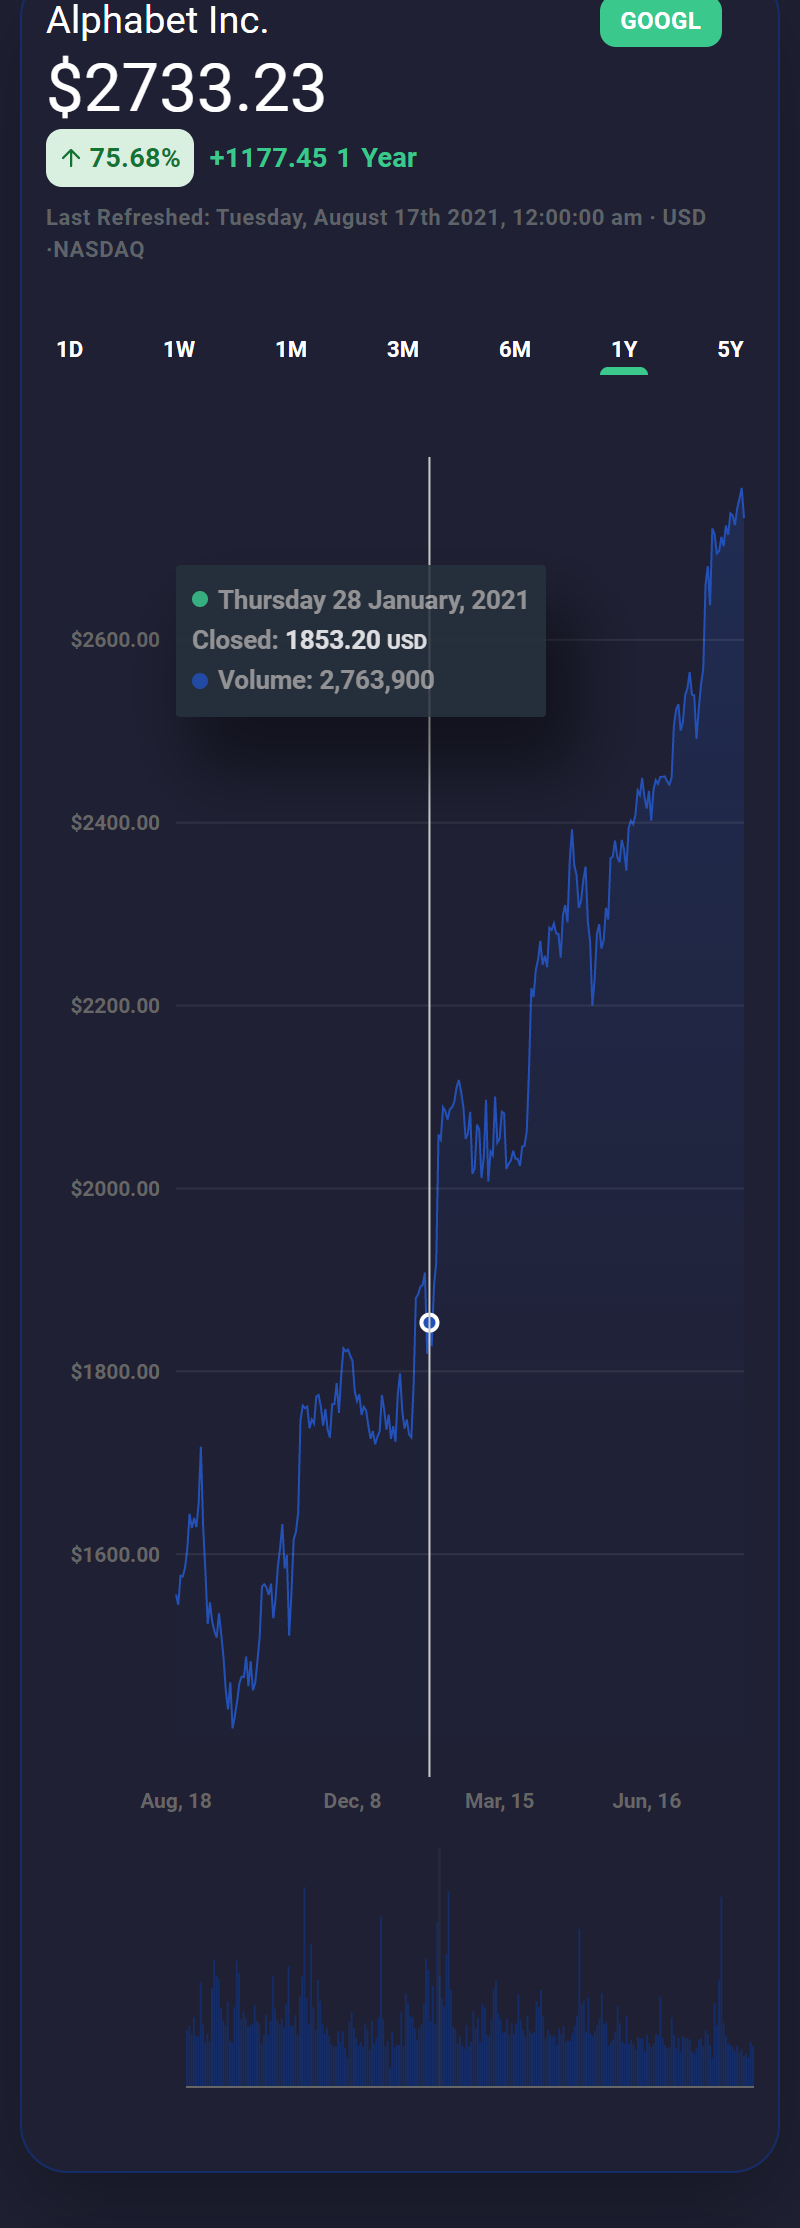 Alphabet Inc.
GOOGL
$2733.23
↑ 75.68% +1177.45 1 Year
Last Refreshed: Tuesday, August 17th 2021, 12:00:00 am · USD
·NASDAQ
1D 1W 1M 3M 6M 1Y 5Y
Thursday 28 January, 2021
Closed: 1853.20 USD
Volume: 2,763,900
$2600.00
$2400.00
$2200.00
$2000.00
$1800.00
$1600.00
Aug, 18 Dec, 8 Mar, 15 Jun, 16